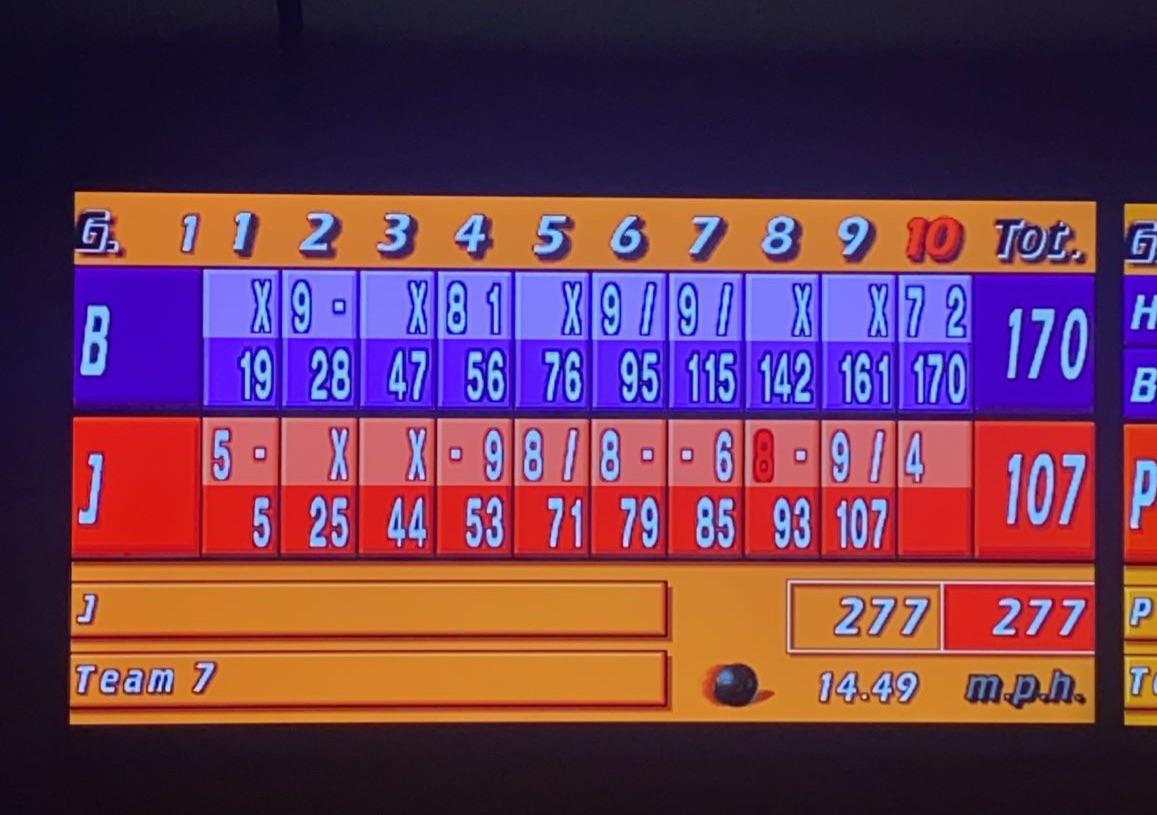 G. 1 1 2 3 4 5 6 7 8 9 10 Tot. G
B X 9 - X 8 1 X 9 / 9 / X X 7 2 170 H
19 28 47 56 76 95 115 142 161 170 B
J 5 - X X - 9 8 / 8 - - 6 8 - 9 / 4 107 P
5 25 44 53 71 79 85 93 107
J 277 277 P
Team 7 14.49 m.p.h. T